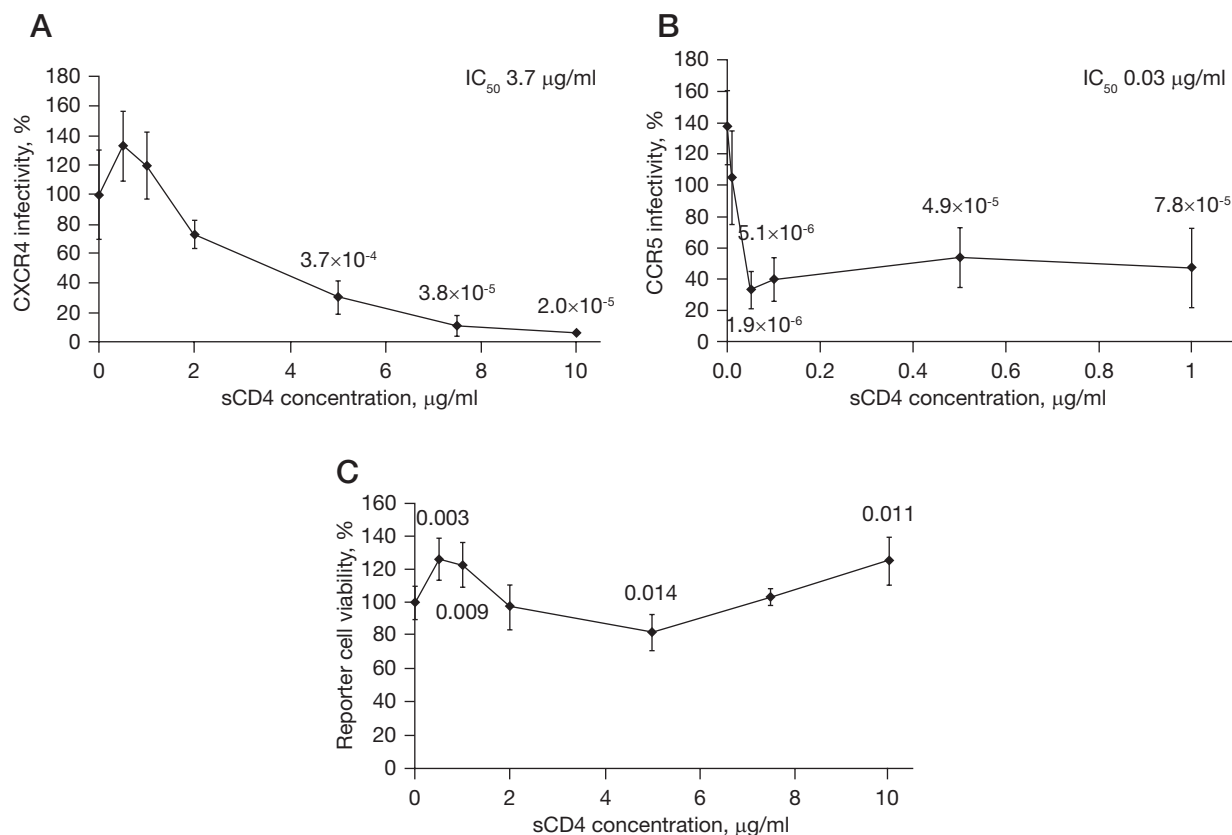 A
IC50 3.7 μg/ml
CXCR4 infectivity, %
180
160
140
120
100
80
60
40
20
0
3.7×10-4
3.8×10-5
2.0×10-5
0 2 4 6 8 10
sCD4 concentration, μg/ml
B
IC50 0.03 μg/ml
CCR5 infectivity, %
180
160
140
120
100
80
60
40
20
0
5.1×10-6
1.9×10-6
4.9×10-5
7.8×10-5
0.0 0.2 0.4 0.6 0.8 1
sCD4 concentration, μg/ml
C
Reporter cell viability, %
160
140
120
100
80
60
40
20
0
0.003
0.009
0.014
0.011
0 2 4 6 8 10
sCD4 concentration, μg/ml